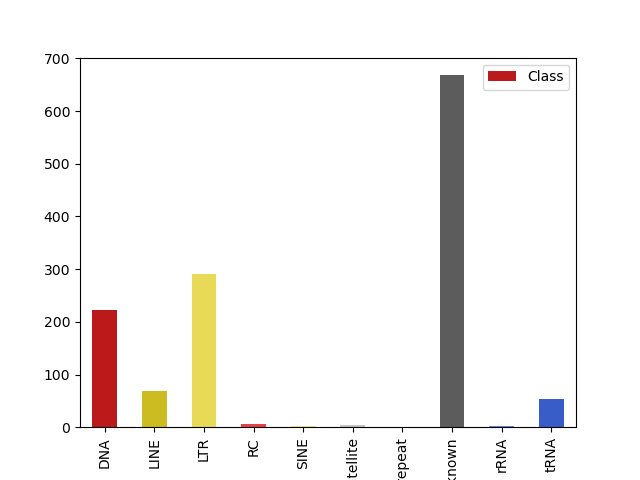 700
600
500
400
300
200
100
0
Class
DNA
LINE
LTR
RC
SINE
tellite
repeat
known
rRNA
tRNA